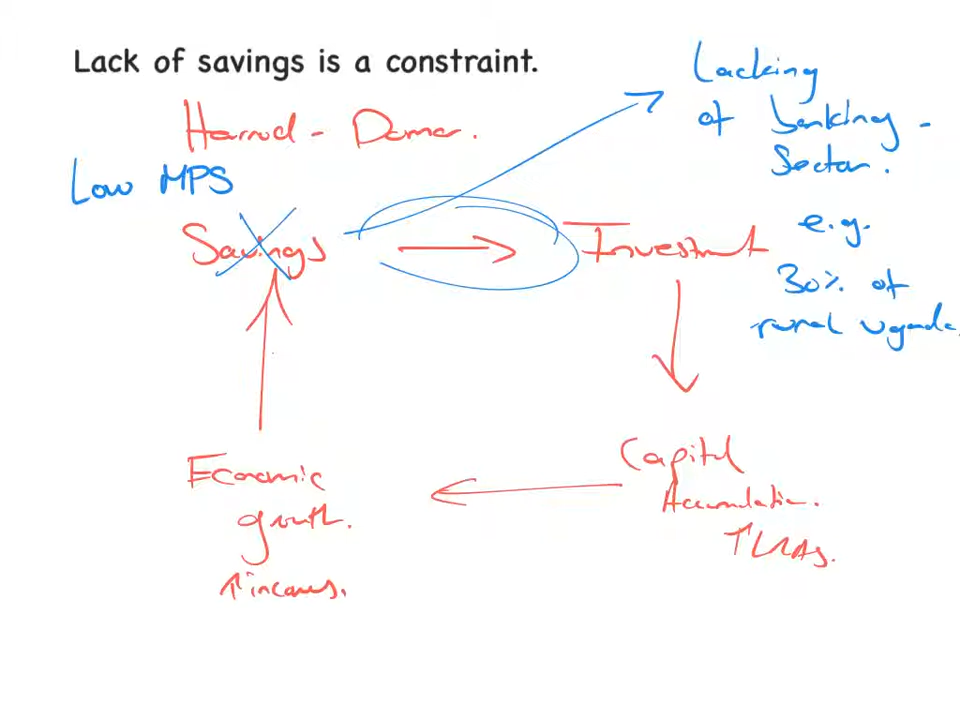 Lack of savings is a constraint.
Harrod - Domar.
Lacking
of banking -
Sector.
Low MPS
Savings
Investment
e.g.
30% of
rural uganda
Capital
Accumulation.
↑LRAS.
Economic
growth.
↑incomes.